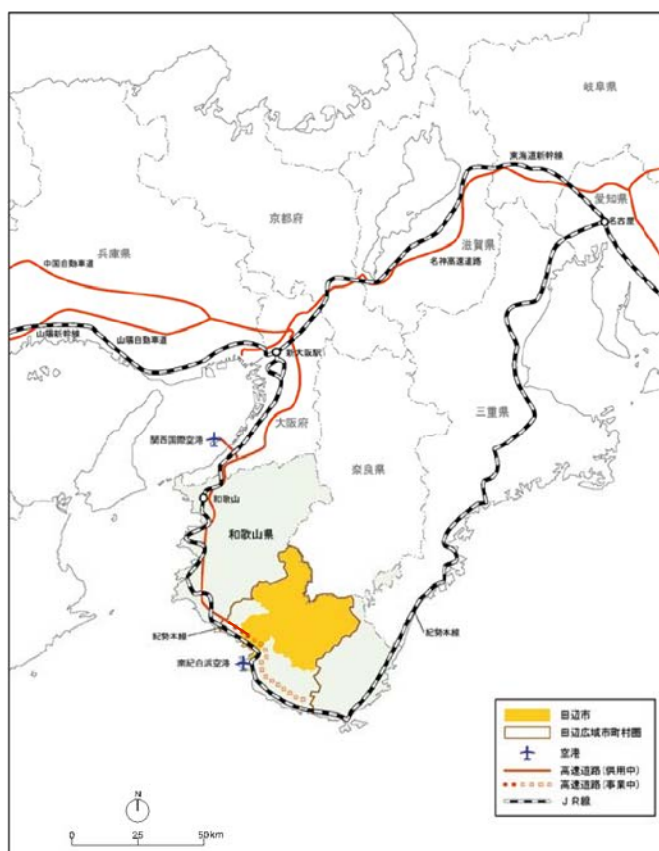 岐阜県
東海道新幹線
愛知県
名古屋
京都府
滋賀県
兵庫県
中国自動車道
名神高速道路
山陽新幹線
山陽自動車道
新大阪駅
大阪府
三重県
関西国際空港
奈良県
和歌山
和歌山県
紀勢本線
紀勢本線
南紀白浜空港
田辺市
田辺広域市町村圏
空港
高速道路(供用中)
高速道路(事業中)
JR線
N
0 25 50km